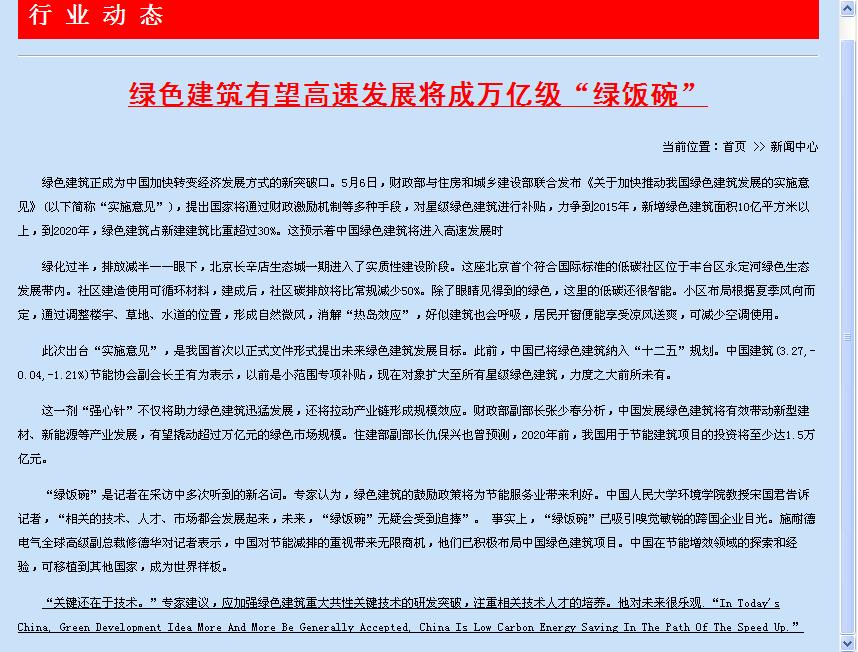 行 业 动 态
绿色建筑有望高速发展将成万亿级“绿饭碗”
当前位置：首页 >> 新闻中心
绿色建筑正成为中国加快转变经济发展方式的新突破口。5月6日，财政部与住房和城乡建设部联合发布《关于加快推动我国绿色建筑发展的实施意
见》(以下简称“实施意见”)，提出国家将通过财政激励机制等多种手段，对星级绿色建筑进行补贴，力争到2015年，新增绿色建筑面积10亿平方米以
上，到2020年，绿色建筑占新建建筑比重超过30%。这预示着中国绿色建筑将进入高速发展时
绿化过半，排放减半——眼下，北京长辛店生态城一期进入了实质性建设阶段。这座北京首个符合国际标准的低碳社区位于丰台区永定河绿色生态
发展带内。社区建造使用可循环材料，建成后，社区碳排放将比常规减少50%。除了眼睛见得到的绿色，这里的低碳还很智能。小区布局根据夏季风向而
定，通过调整楼宇、草地、水道的位置，形成自然微风，消解“热岛效应”，好似建筑也会呼吸，居民开窗便能享受凉风送爽，可减少空调使用。
此次出台“实施意见”，是我国首次以正式文件形式提出未来绿色建筑发展目标。此前，中国已将绿色建筑纳入“十二五”规划。中国建筑(3.27,-
0.04,-1.21%)节能协会副会长王有为表示，以前是小范围专项补贴，现在对象扩大至所有星级绿色建筑，力度之大前所未有。
这一剂“强心针”不仅将助力绿色建筑迅猛发展，还将拉动产业链形成规模效应。财政部副部长张少春分析，中国发展绿色建筑将有效带动新型建
材、新能源等产业发展，有望撬动超过万亿元的绿色市场规模。住建部副部长仇保兴也曾预测，2020年前，我国用于节能建筑项目的投资将至少达1.5万
亿元。
“绿饭碗”是记者在采访中多次听到的新名词。专家认为，绿色建筑的鼓励政策将为节能服务业带来利好。中国人民大学环境学院教授宋国君告诉
记者，“相关的技术、人才、市场都会发展起来，未来，“绿饭碗”无疑会受到追捧”。 事实上，“绿饭碗”已吸引嗅觉敏锐的跨国企业目光。施耐德
电气全球高级副总裁修德华对记者表示，中国对节能减排的重视带来无限商机，他们已积极布局中国绿色建筑项目。中国在节能增效领域的探索和经
验，可移植到其他国家，成为世界样板。
“关键还在于技术。”专家建议，应加强绿色建筑重大共性关键技术的研发突破，注重相关技术人才的培养。他对未来很乐观.“In Today's
China, Green Development Idea More And More Be Generally Accepted, China Is Low Carbon Energy Saving In The Path Of The Speed Up.”